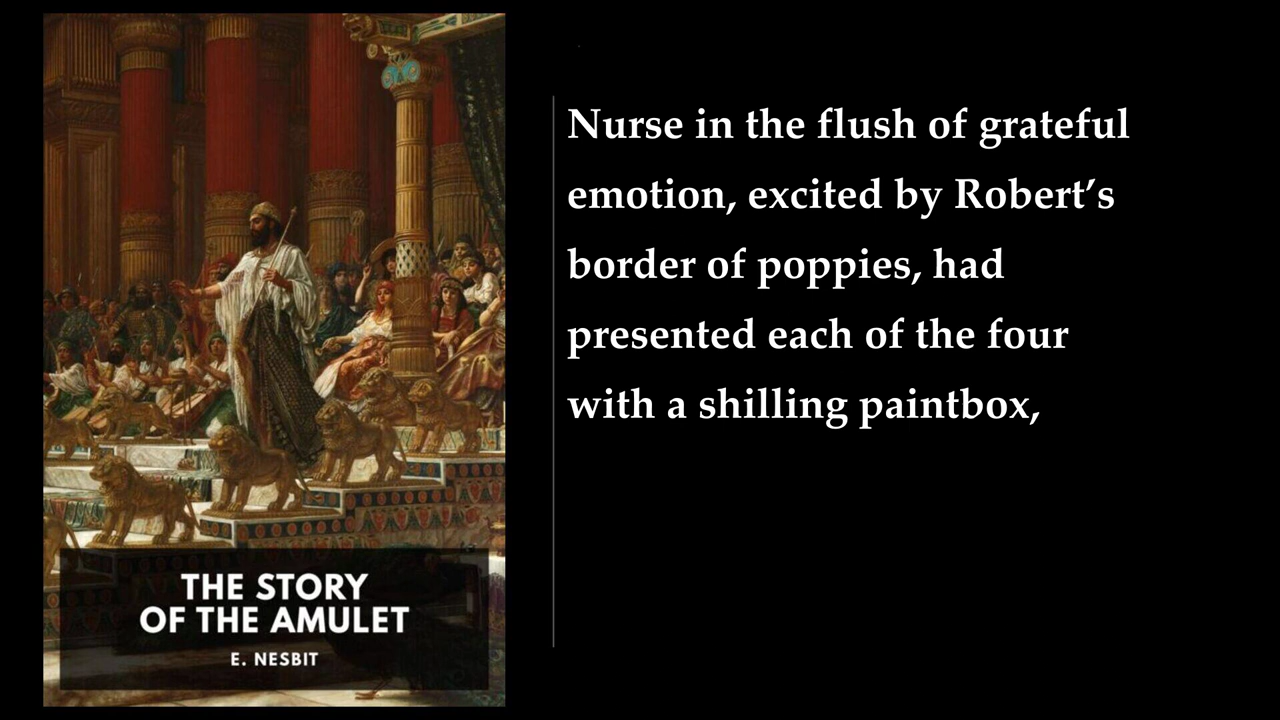 THE STORY
OF THE AMULET
E. NESBIT
Nurse in the flush of grateful
emotion, excited by Robert’s
border of poppies, had
presented each of the four
with a shilling paintbox,